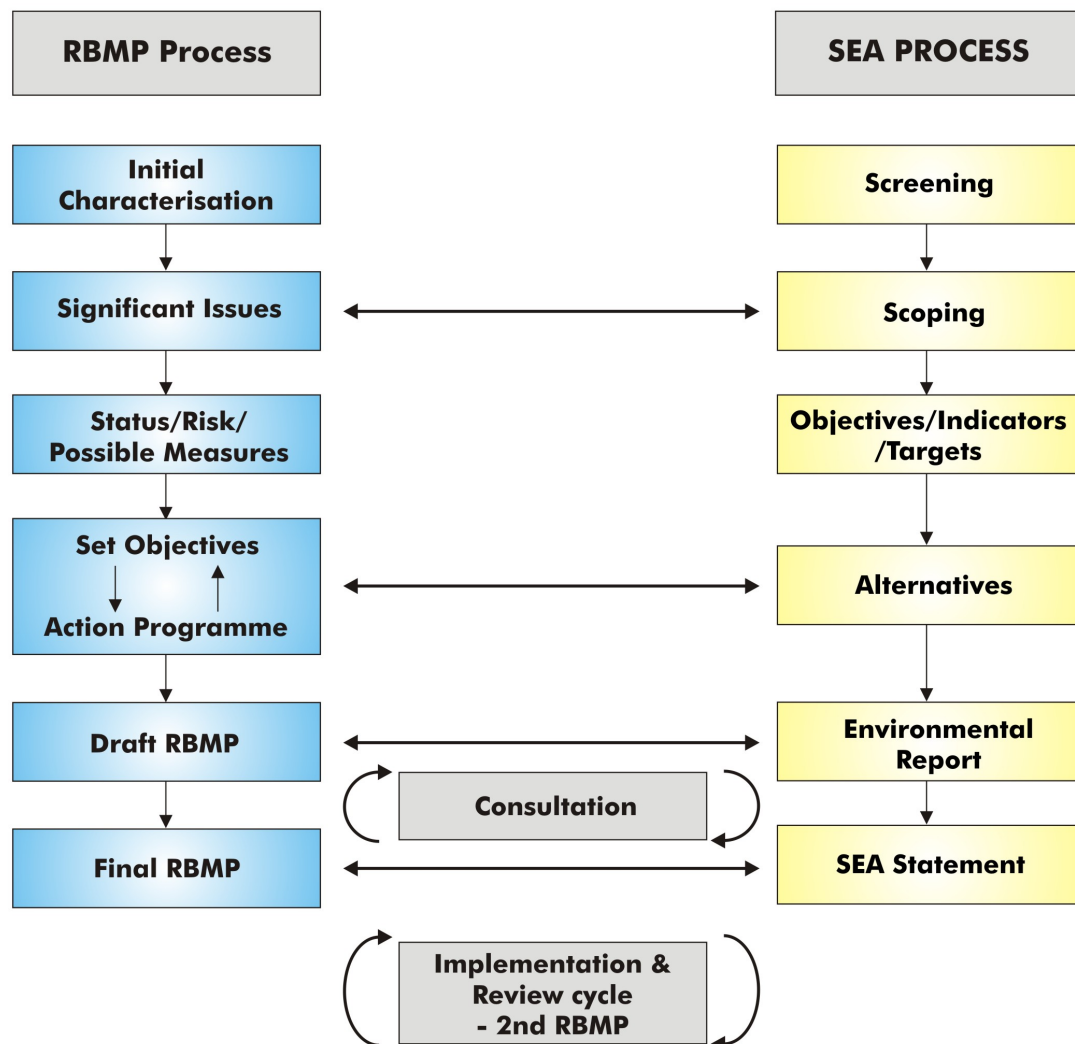 RBMP Process
SEA PROCESS
Initial
Characterisation
Screening
Significant Issues
Scoping
Status/Risk/
Possible Measures
Objectives/Indicators
/Targets
Set Objectives
Action Programme
Alternatives
Draft RBMP
Environmental
Report
Consultation
Final RBMP
SEA Statement
Implementation &
Review cycle
- 2nd RBMP